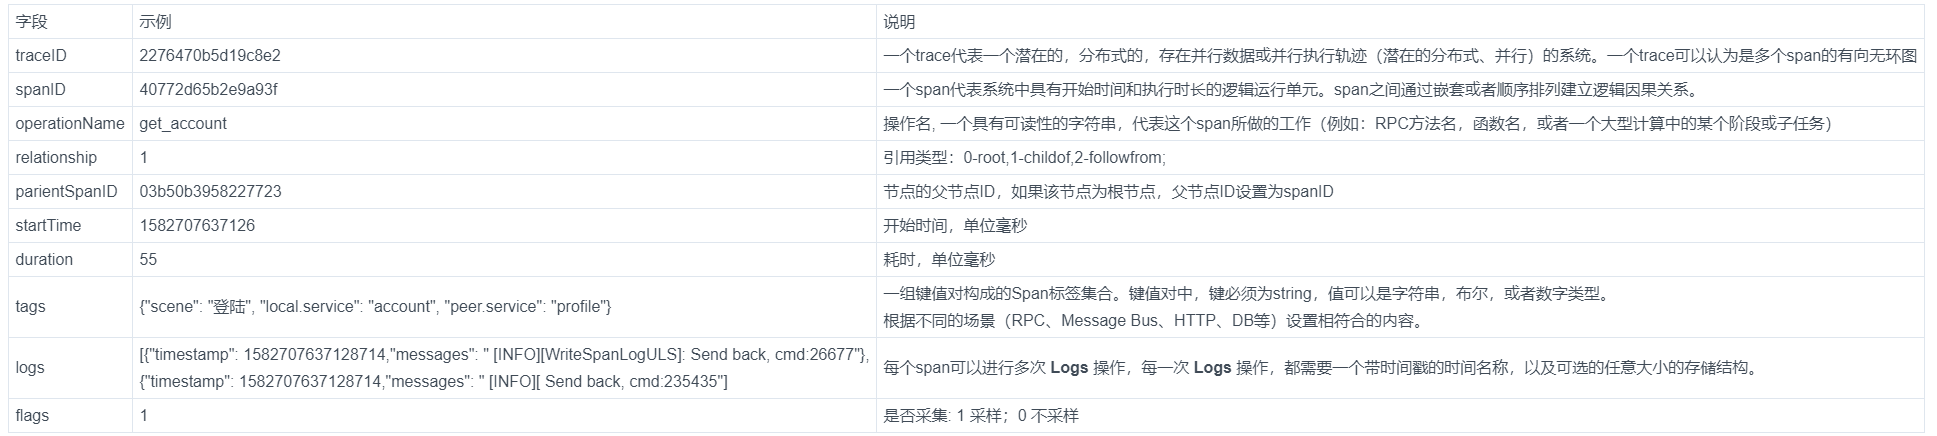 字段 示例 说明
traceID 2276470b5d19c8e2 一个trace代表一个潜在的，分布式的，存在并行数据或并行执行轨迹（潜在的分布式、并行）的系统。一个trace可以认为是多个span的有向无环图
spanID 40772d65b2e9a93f 一个span代表系统中具有开始时间和执行时长的逻辑运行单元。span之间通过嵌套或者顺序排列建立逻辑因果关系。
operationName get_account 操作名, 一个具有可读性的字符串，代表这个span所做的工作（例如：RPC方法名，函数名，或者一个大型计算中的某个阶段或子任务）
relationship 1 引用类型：0-root,1-childof,2-followfrom;
parientSpanID 03b50b3958227723 节点的父节点ID，如果该节点为根节点，父节点ID设置为spanID
startTime 1582707637126 开始时间，单位毫秒
duration 55 耗时，单位毫秒
tags {"scene": "登陆", "local.service": "account", "peer.service": "profile"} 一组键值对构成的Span标签集合。键值对中，键必须为string，值可以是字符串，布尔，或者数字类型。
根据不同的场景（RPC、Message Bus、HTTP、DB等）设置相符合的内容。
logs [{"timestamp": 1582707637128714,"messages": " [INFO][WriteSpanLogULS]: Send back, cmd:26677"},
{"timestamp": 1582707637128714,"messages": " [INFO][ Send back, cmd:235435"] 每个span可以进行多次 Logs 操作，每一次 Logs 操作，都需要一个带时间戳的时间名称，以及可选的任意大小的存储结构。
flags 1 是否采集: 1 采样；0 不采样